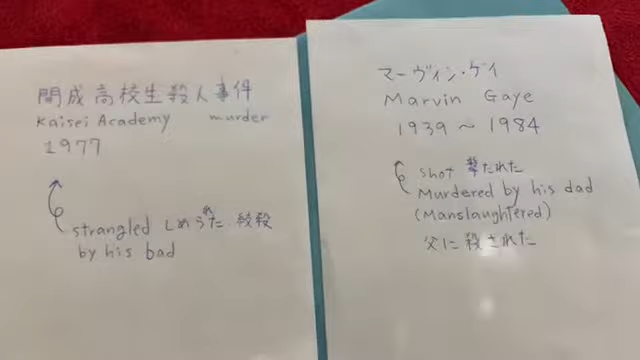 開成高校生殺人事件
Kaisei Academy murder
1977
strangled しめられた 絞殺
by his bad
マーヴィン・ゲイ
Marvin Gaye
1939～1984
shot 撃たれた
Murdered by his dad
(Manslaughtered)
父に殺された